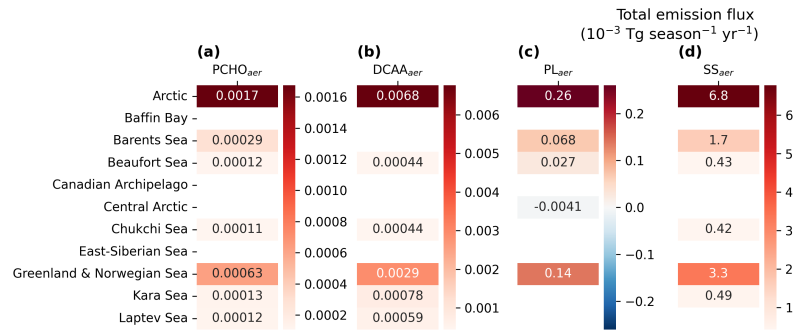 Total emission flux
(10⁻³ Tg season⁻¹ yr⁻¹)
(a) (b) (c) (d)
PCHOaer DCAAaer PLaer SSaer
Arctic 0.0017 0.0068 0.26 6.8
Baffin Bay
Barents Sea 0.00029 0.068 1.7
Beaufort Sea 0.00012 0.00044 0.027 0.43
Canadian Archipelago
Central Arctic -0.0041
Chukchi Sea 0.00011 0.00044 0.42
East-Siberian Sea
Greenland & Norwegian Sea 0.00063 0.0029 0.14 3.3
Kara Sea 0.00013 0.00078 0.49
Laptev Sea 0.00012 0.00059
0.0016
0.0014
0.0012
0.0010
0.0008
0.0006
0.0004
0.0002
0.006
0.005
0.004
0.003
0.002
0.001
0.2
0.1
0.0
−0.1
−0.2
6
5
4
3
2
1